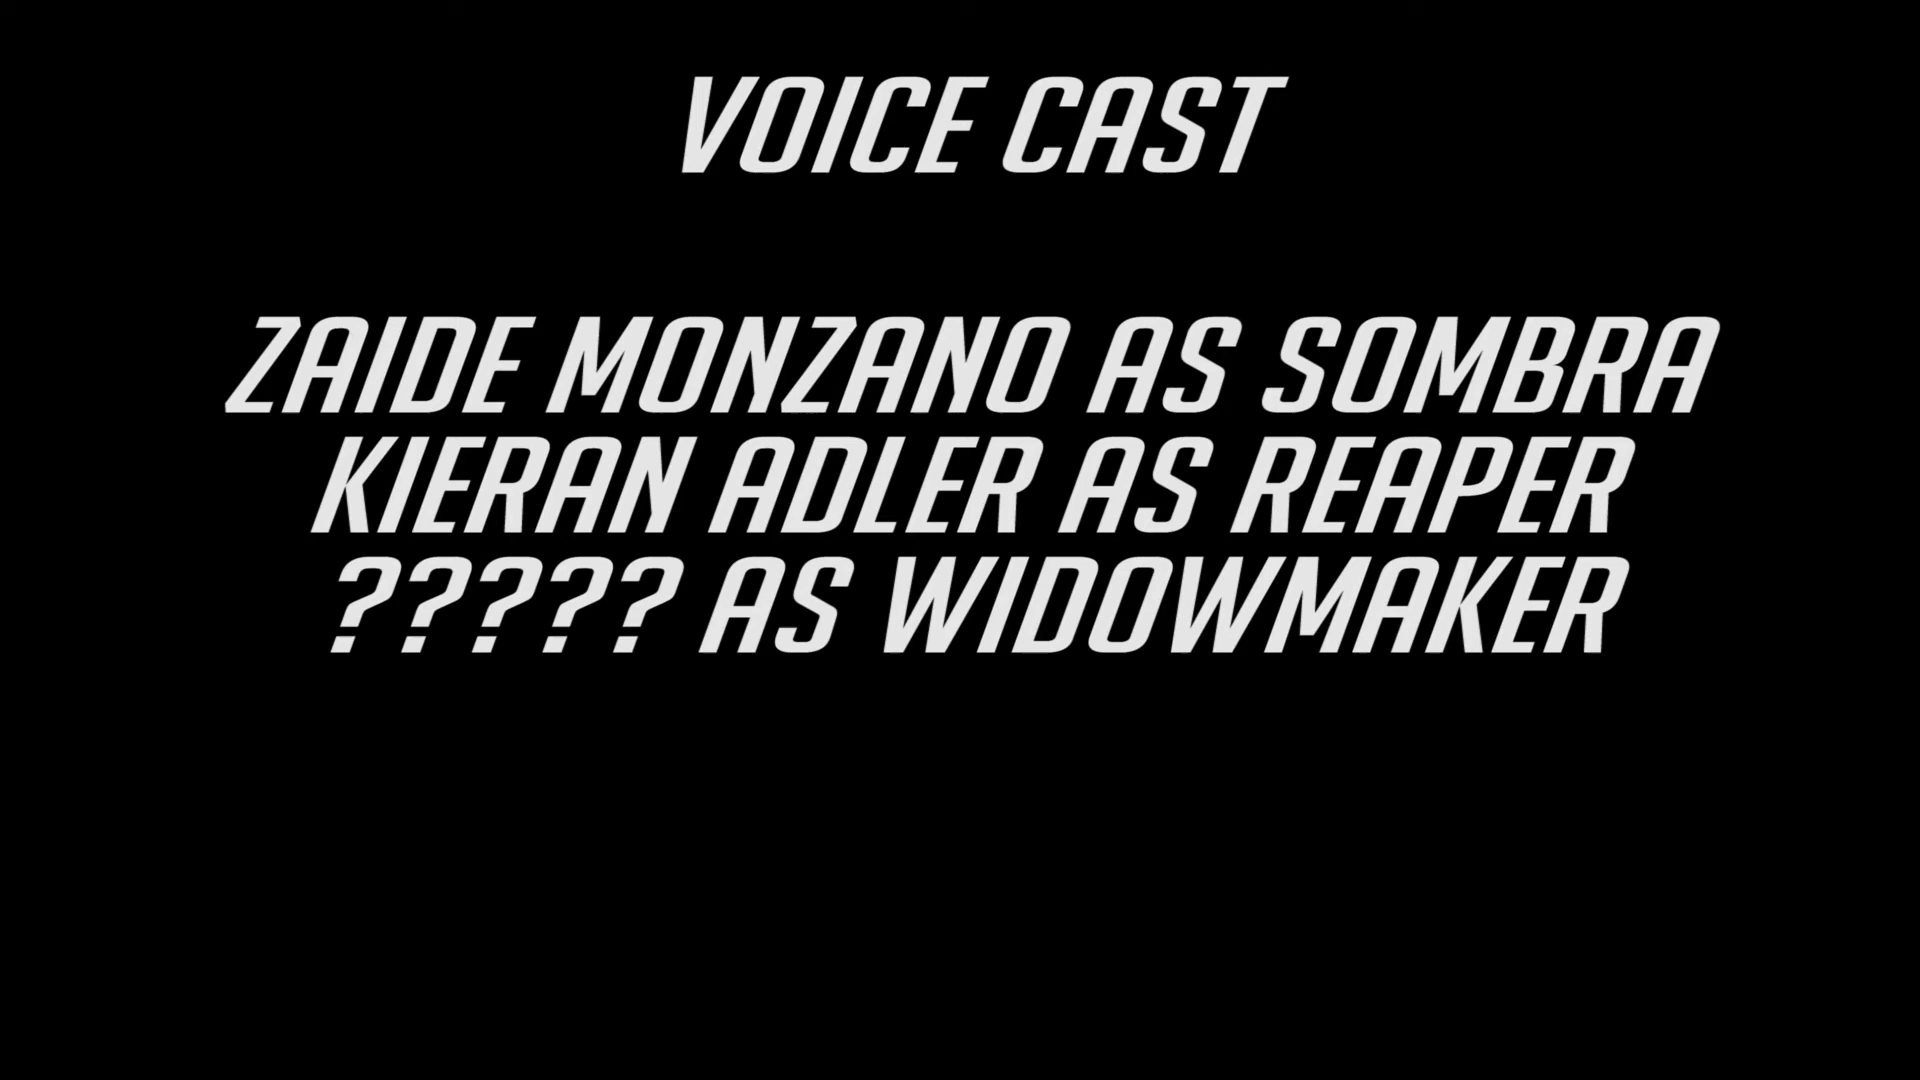 VOICE CAST
ZAIDE MONZANO AS SOMBRA
KIERAN ADLER AS REAPER
????? AS WIDOWMAKER